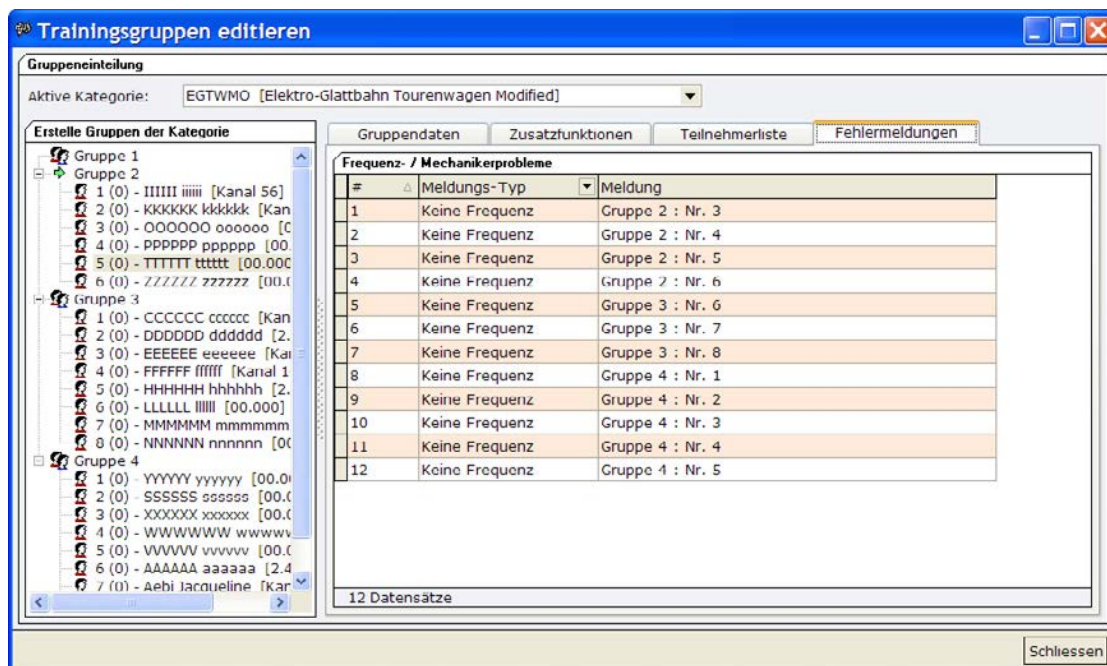 Trainingsgruppen editieren
Gruppeneinteilung
Aktive Kategorie: EGTWMO [Elektro-Glattbahn Tourenwagen Modified]
Erstelle Gruppen der Kategorie
Gruppe 1
Gruppe 2
1 (0) - IIIIII iiiiii [Kanal 56]
2 (0) - KKKKKK kkkkkk [Kan
3 (0) - OOOOOO oooooo [C
4 (0) - PPPPPP pppppp [00.
5 (0) - TTTTTT tttttt [00.000
6 (0) - ZZZZZZ zzzzzz [00.(
Gruppe 3
1 (0) - CCCCCC cccccc [Kan
2 (0) - DDDDDD dddddd [2.
3 (0) - EEEEEE eeeeee [Kai
4 (0) - FFFFFF ffffff [Kanal 1
5 (0) - HHHHHH hhhhhh [2.
6 (0) - LLLLLL llllll [00.000]
7 (0) - MMMMMM mmmmmm
8 (0) - NNNNNN nnnnnn [0(
Gruppe 4
1 (0) - YYYYYY yyyyyy [00.0
2 (0) - SSSSSS ssssss [00.(
3 (0) - XXXXXX xxxxxx [00.(
4 (0) - WWWWWW wwwww
5 (0) - VVVVVV vvvvvv [00.0
6 (0) - AAAAAA aaaaaa [2.4
7 (0) - Aebi Jacqueline [Kar
Gruppendaten Zusatzfunktionen Teilnehmerliste Fehlermeldungen
Frequenz- / Mechanikerprobleme
# Meldungs-Typ Meldung
1 Keine Frequenz Gruppe 2 : Nr. 3
2 Keine Frequenz Gruppe 2 : Nr. 4
3 Keine Frequenz Gruppe 2 : Nr. 5
4 Keine Frequenz Gruppe 2 : Nr. 6
5 Keine Frequenz Gruppe 3 : Nr. 6
6 Keine Frequenz Gruppe 3 : Nr. 7
7 Keine Frequenz Gruppe 3 : Nr. 8
8 Keine Frequenz Gruppe 4 : Nr. 1
9 Keine Frequenz Gruppe 4 : Nr. 2
10 Keine Frequenz Gruppe 4 : Nr. 3
11 Keine Frequenz Gruppe 4 : Nr. 4
12 Keine Frequenz Gruppe 4 : Nr. 5
12 Datensätze
Schliessen